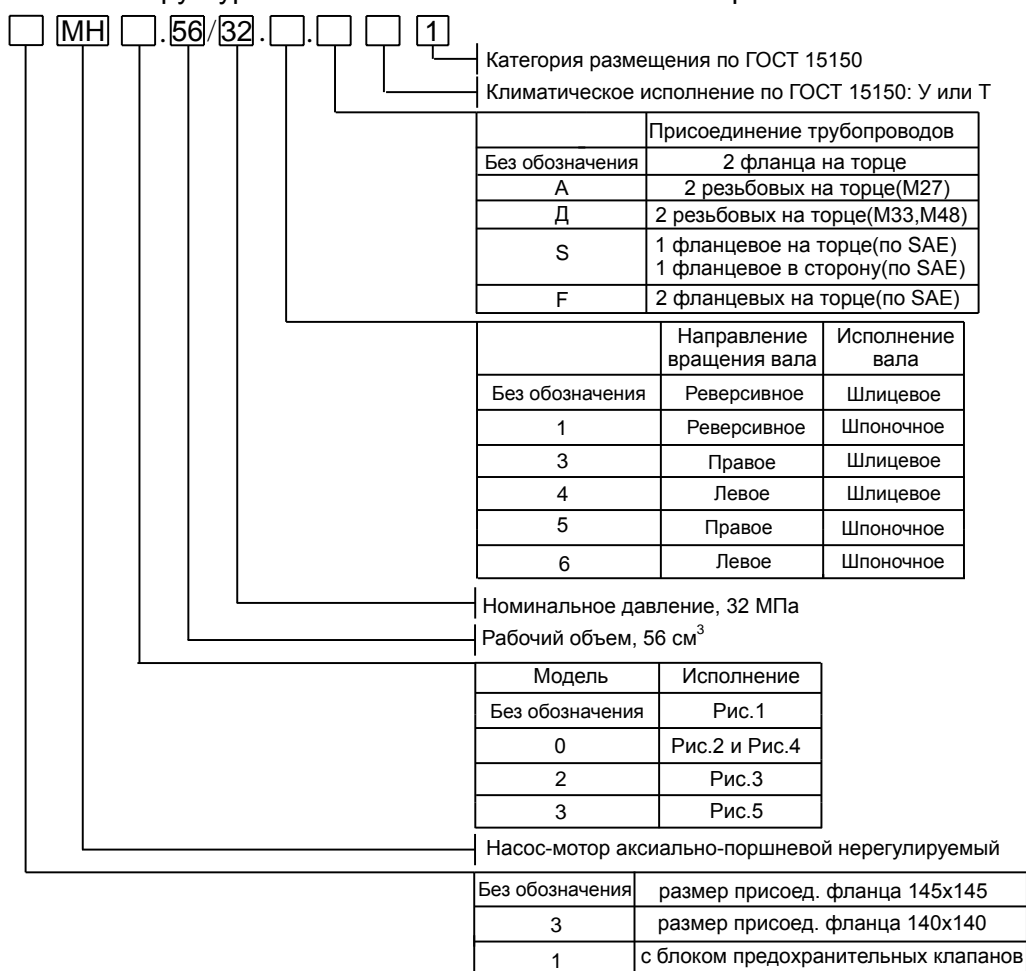 МН .56/32. . 1
Категория размещения по ГОСТ 15150
Климатическое исполнение по ГОСТ 15150: У или Т
Присоединение трубопроводов
Без обозначения 2 фланца на торце
А 2 резьбовых на торце(М27)
Д 2 резьбовых на торце(М33,М48)
S 1 фланцевое на торце(по SAE)
1 фланцевое в сторону(по SAE)
F 2 фланцевых на торце(по SAE)
Направление Исполнение
вращения вала вала
Без обозначения Реверсивное Шлицевое
1 Реверсивное Шпоночное
3 Правое Шлицевое
4 Левое Шлицевое
5 Правое Шпоночное
6 Левое Шпоночное
Номинальное давление, 32 МПа
Рабочий объем, 56 см³
Модель Исполнение
Без обозначения Рис.1
0 Рис.2 и Рис.4
2 Рис.3
3 Рис.5
Насос-мотор аксиально-поршневой нерегулируемый
Без обозначения размер присоед. фланца 145х145
3 размер присоед. фланца 140х140
1 с блоком предохранительных клапанов